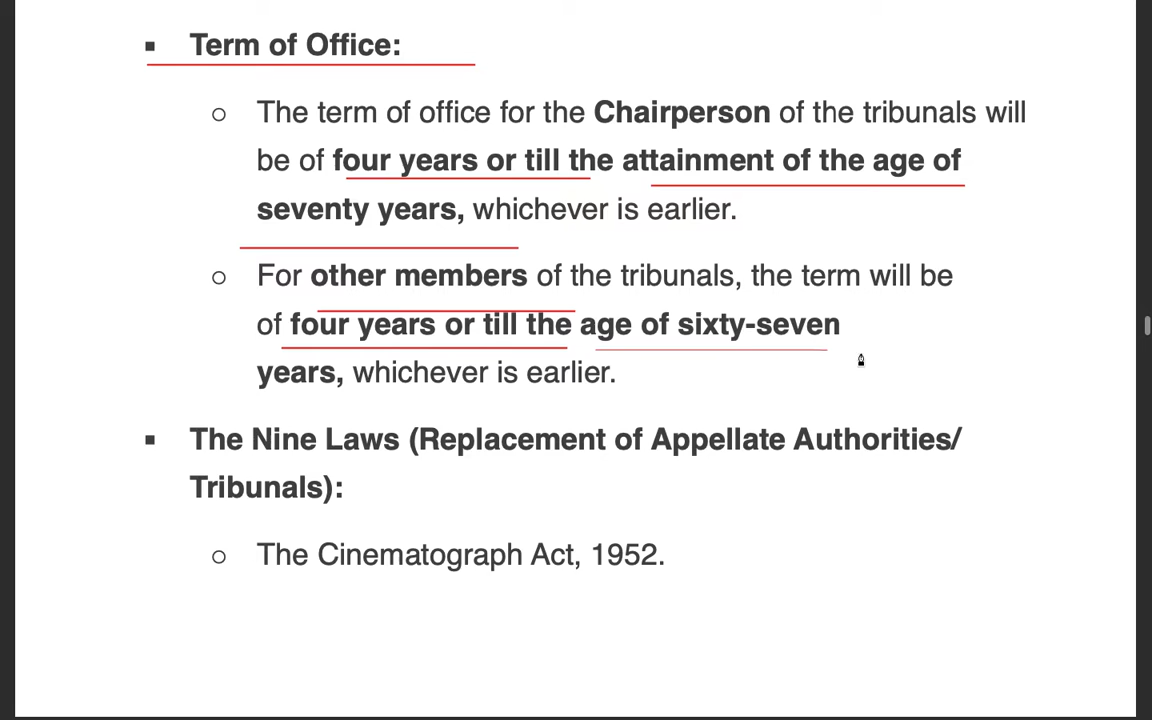 ▪ Term of Office:
○ The term of office for the Chairperson of the tribunals will
be of four years or till the attainment of the age of
seventy years, whichever is earlier.
○ For other members of the tribunals, the term will be
of four years or till the age of sixty-seven
years, whichever is earlier.
▪ The Nine Laws (Replacement of Appellate Authorities/
Tribunals):
○ The Cinematograph Act, 1952.